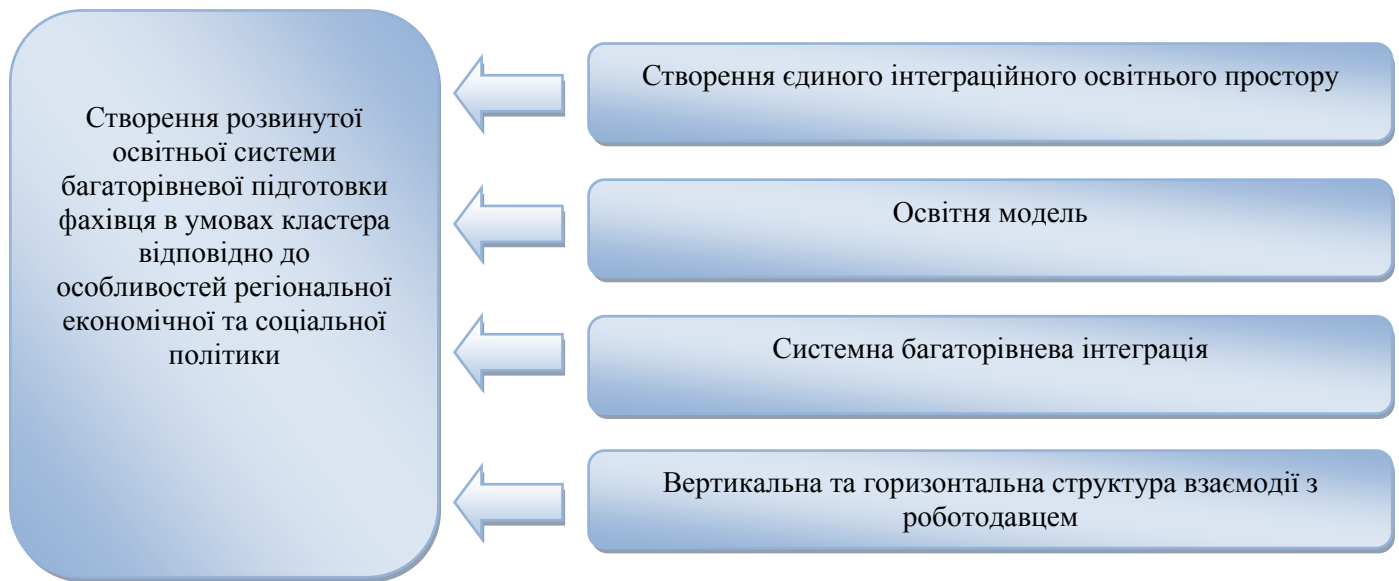 Створення розвинутої
освітньої системи
багаторівневої підготовки
фахівця в умовах кластера
відповідно до
особливостей регіональної
економічної та соціальної
політики
Створення єдиного інтеграційного освітнього простору
Освітня модель
Системна багаторівнева інтеграція
Вертикальна та горизонтальна структура взаємодії з
роботодавцем